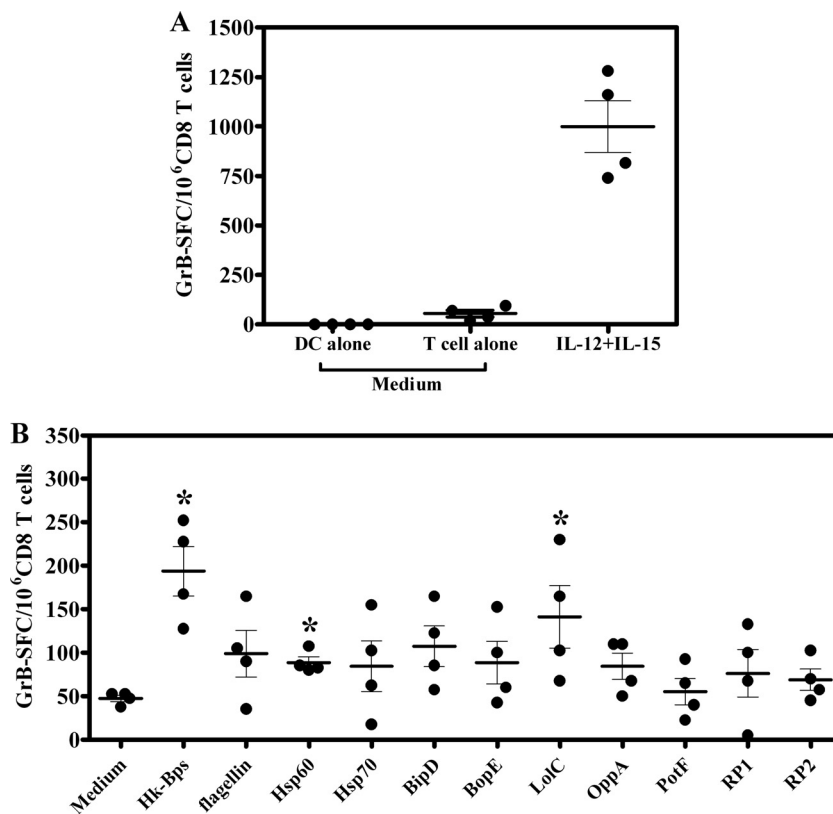 A
GrB-SFC/10⁶CD8 T cells
1500
1250
1000
750
500
250
0
DC alone T cell alone IL-12+IL-15
Medium
B
GrB-SFC/10⁶CD8 T cells
350
300
250
200
150
100
50
0
* * *
Medium Hk-Bps flagellin Hsp60 Hsp70 BipD BopE LolC OppA PotF RP1 RP2